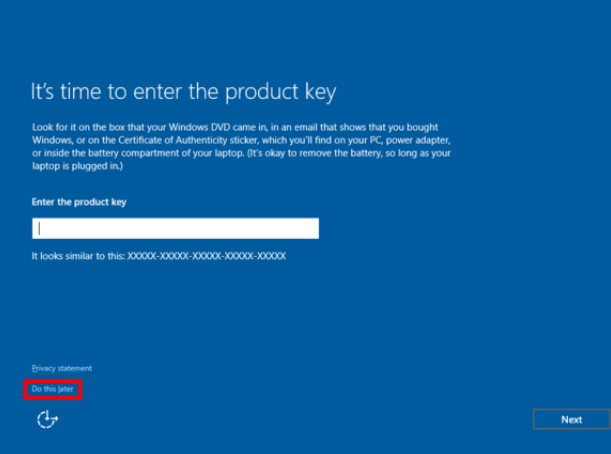 It's time to enter the product key
Look for it on the box that your Windows DVD came in, in an email that shows that you bought
Windows, or on the Certificate of Authenticity sticker, which you'll find on your PC, power adapter,
or inside the battery compartment of your laptop. (It's okay to remove the battery, so long as your
laptop is plugged in.)
Enter the product key
It looks similar to this: XXXXX-XXXXX-XXXXX-XXXXX-XXXXX
Privacy statement
Do this later
Next